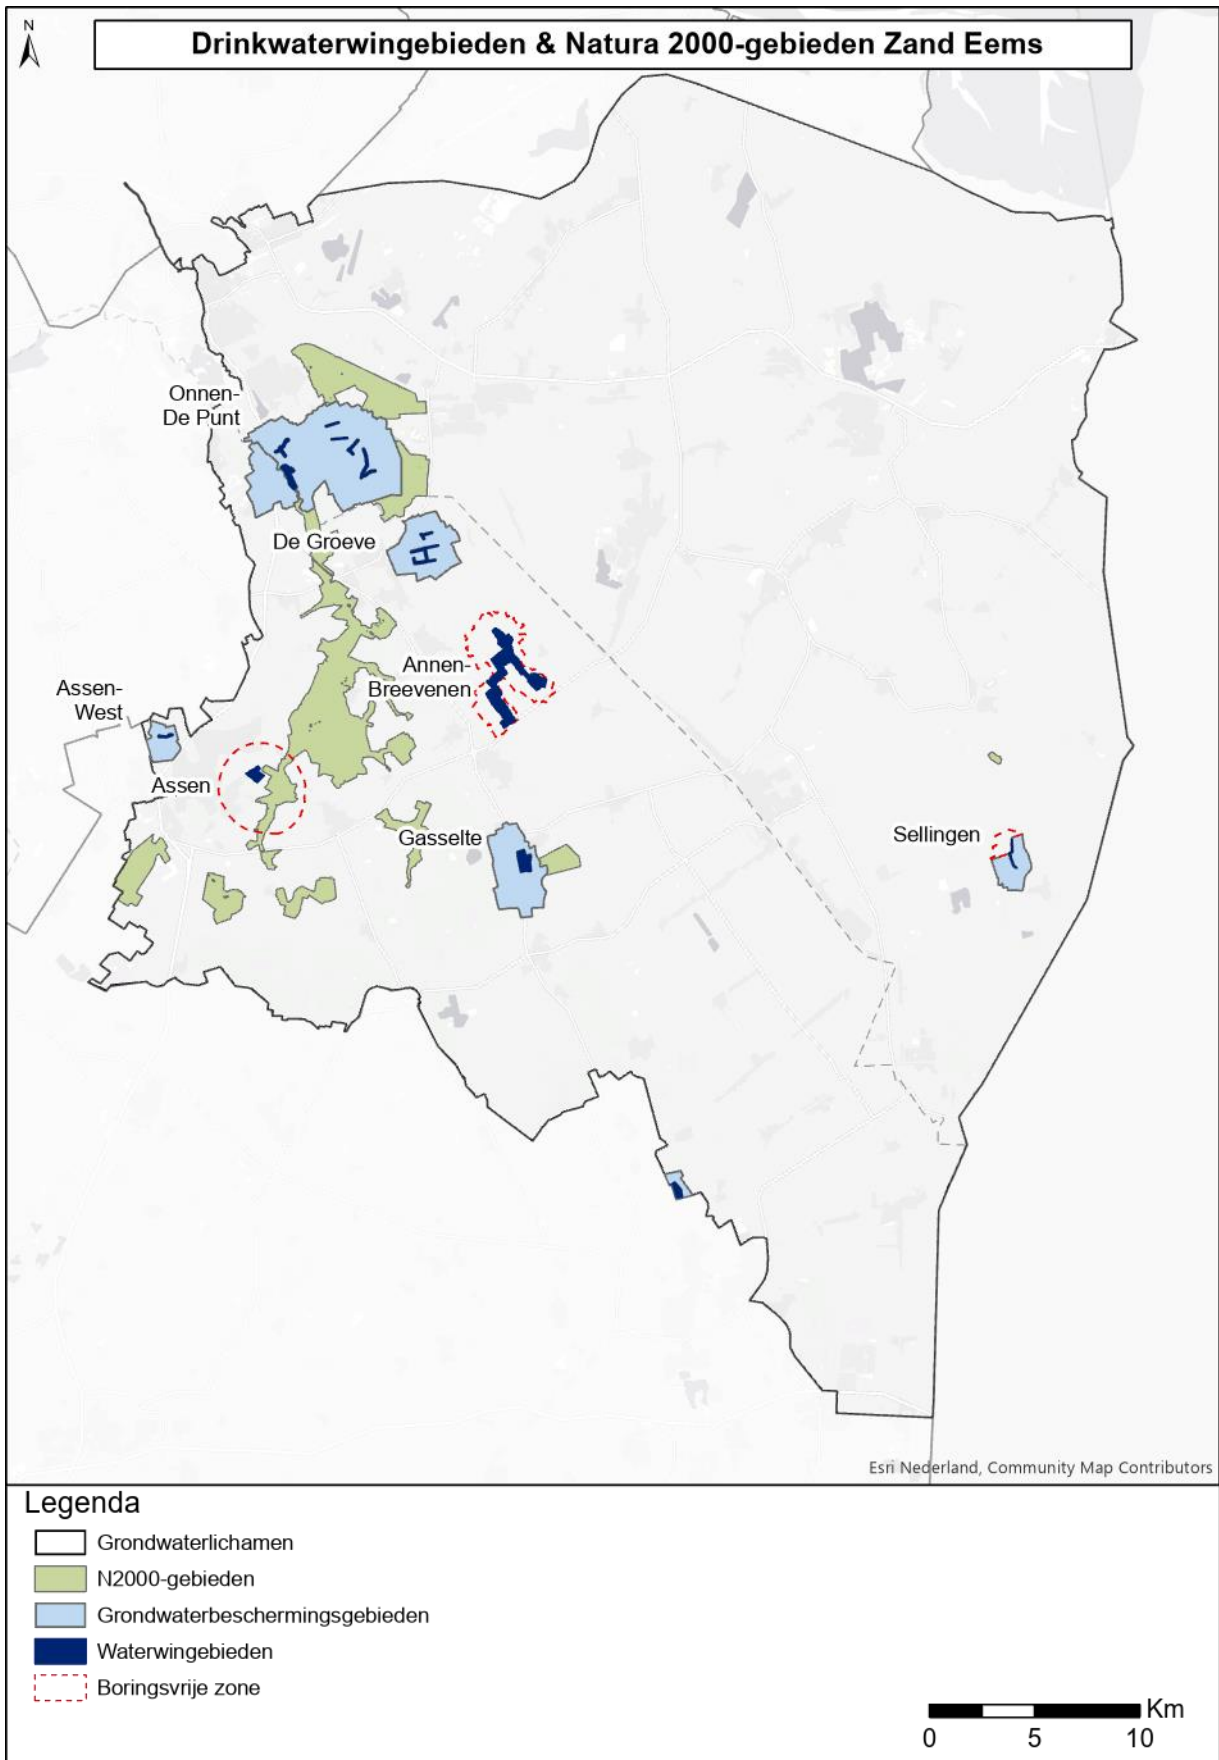 N
Drinkwaterwingebieden & Natura 2000-gebieden Zand Eems
Onnen-
De Punt
De Groeve
Annen-
Breevenen
Assen-
West
Assen
Gasselte
Sellingen
Esri Nederland, Community Map Contributors
Legenda
Grondwaterlichamen
N2000-gebieden
Grondwaterbeschermingsgebieden
Waterwingebieden
Boringsvrije zone
Km
0 5 10